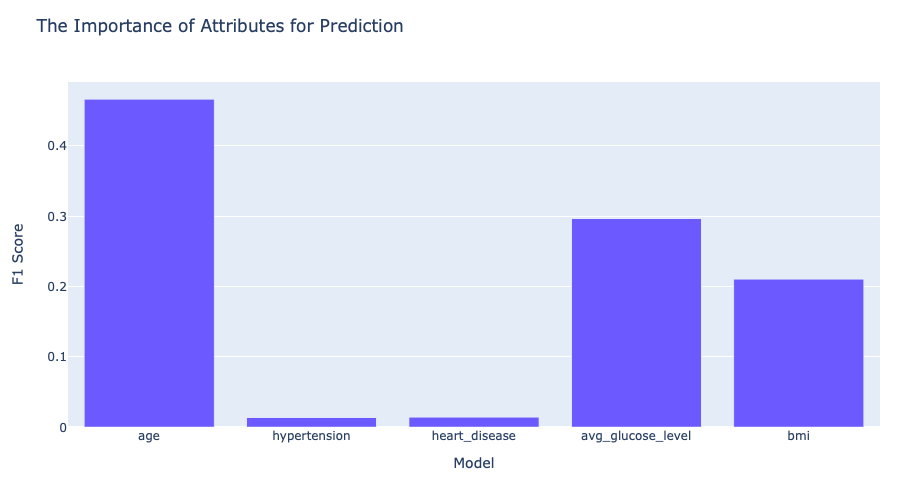 The Importance of Attributes for Prediction
F1 Score
0.4
0.3
0.2
0.1
0
age hypertension heart_disease avg_glucose_level bmi
Model